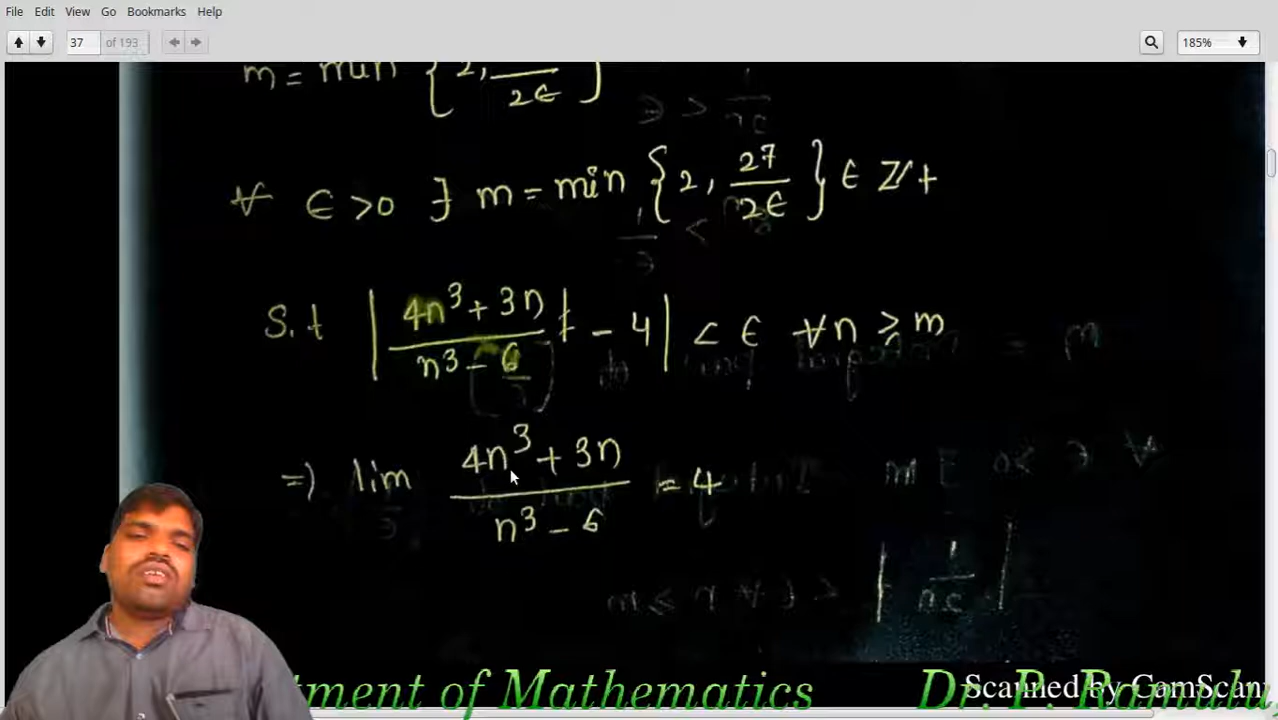 File Edit View Go Bookmarks Help
37 of 193 185%
m = min { 2, /2ϵ }
∀ ϵ > 0 ∃ m = min { 2, 27/2ϵ } ∈ ℤ+
S.t | 4n³ + 3n / n³ - 6 - 4 | < ϵ ∀ n ≥ m
=) lim 4n³ + 3n / n³ - 6 = 4
tment of Mathematics Dr. P. Ramulu,
Scanned by CamScan